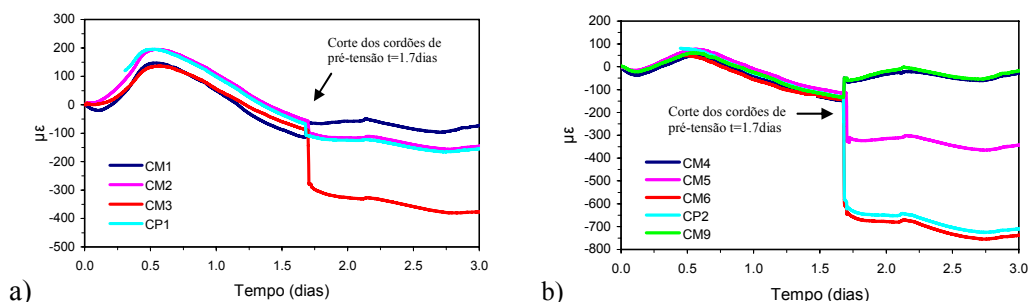 300
200
100
0
-100
-200
-300
-400
-500
με
Corte dos cordões de
pré-tensão t=1.7dias
CM1
CM2
CM3
CP1
0.0 0.5 1.0 1.5 2.0 2.5 3.0
Tempo (dias)
a)
200
100
0
-100
-200
-300
-400
-500
-600
-700
-800
με
Corte dos cordões de
pré-tensão t=1.7dias
CM4
CM5
CM6
CP2
CM9
0.0 0.5 1.0 1.5 2.0 2.5 3.0
Tempo (dias)
b)